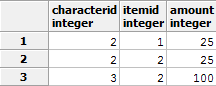 characterid integer itemid integer amount integer
1 2 1 25
2 2 2 25
3 3 2 100